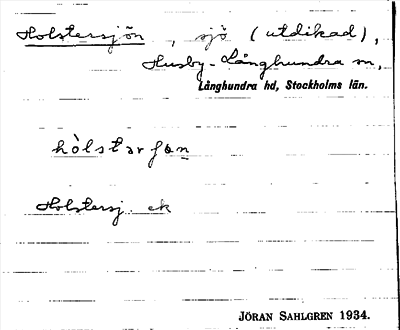 Holstersjön, sjö (utdikad),
Husby-Långhundra sn,
Långhundra hd, Stockholms län.
hòlstərʃøn
Holstersj. ek
JÖRAN SAHLGREN 1934.